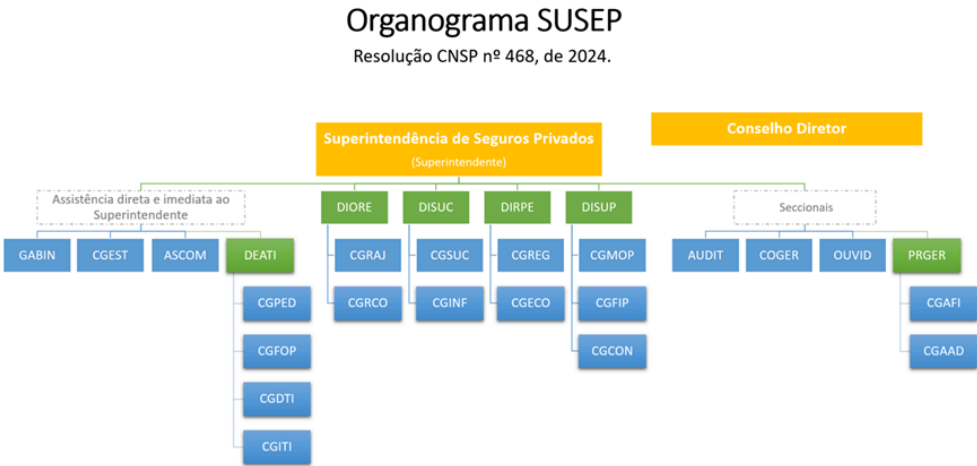 Organograma SUSEP
Resolução CNSP nº 468, de 2024.
Superintendência de Seguros Privados
(Superintendente)
Conselho Diretor
Assistência direta e imediata ao
Superintendente
DIORE
DISUC
DIRPE
DISUP
Seccionais
GABIN
CGEST
ASCOM
DEATI
CGRAJ
CGSUC
CGREG
CGMOP
AUDIT
COGER
OUVID
PRGER
CGPED
CGRCO
CGINF
CGECO
CGFIP
CGAFI
CGFOP
CGCON
CGAAD
CGDTI
CGITI